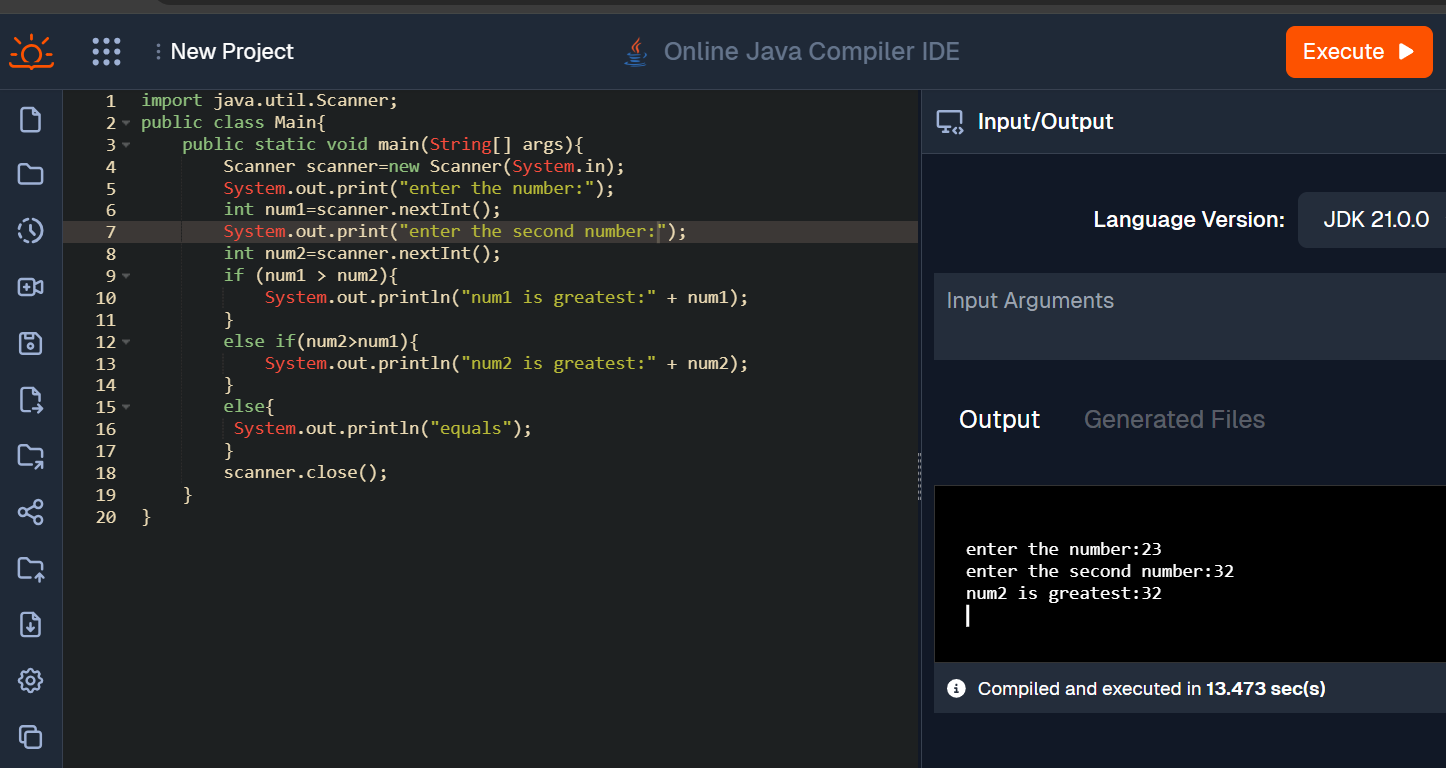 New Project
Online Java Compiler IDE
Execute
1 import java.util.Scanner;
2 public class Main{
3     public static void main(String[] args){
4         Scanner scanner=new Scanner(System.in);
5         System.out.print("enter the number:");
6         int num1=scanner.nextInt();
7         System.out.print("enter the second number:");
8         int num2=scanner.nextInt();
9         if (num1 > num2){
10             System.out.println("num1 is greatest:" + num1);
11         }
12         else if(num2>num1){
13             System.out.println("num2 is greatest:" + num2);
14         }
15         else{
16          System.out.println("equals");
17         }
18         scanner.close();
19     }
20 }
Input/Output
Language Version: JDK 21.0.0
Input Arguments
Output Generated Files
enter the number:23
enter the second number:32
num2 is greatest:32
Compiled and executed in 13.473 sec(s)